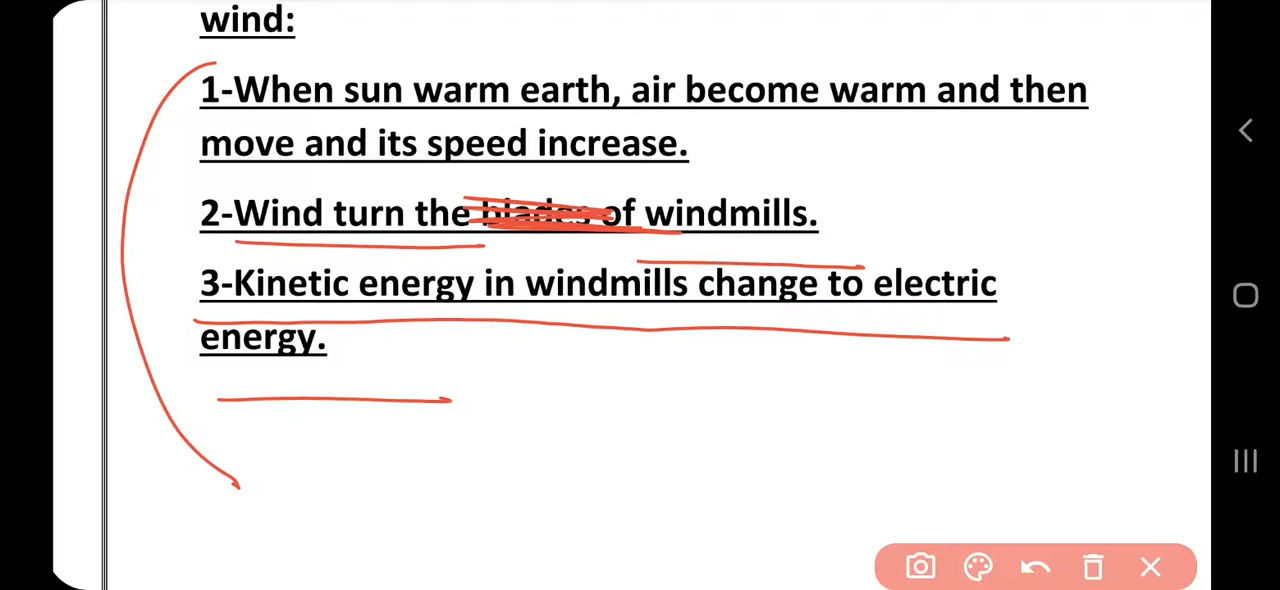 wind:
1-When sun warm earth, air become warm and then
move and its speed increase.
2-Wind turn the blades of windmills.
3-Kinetic energy in windmills change to electric
energy.